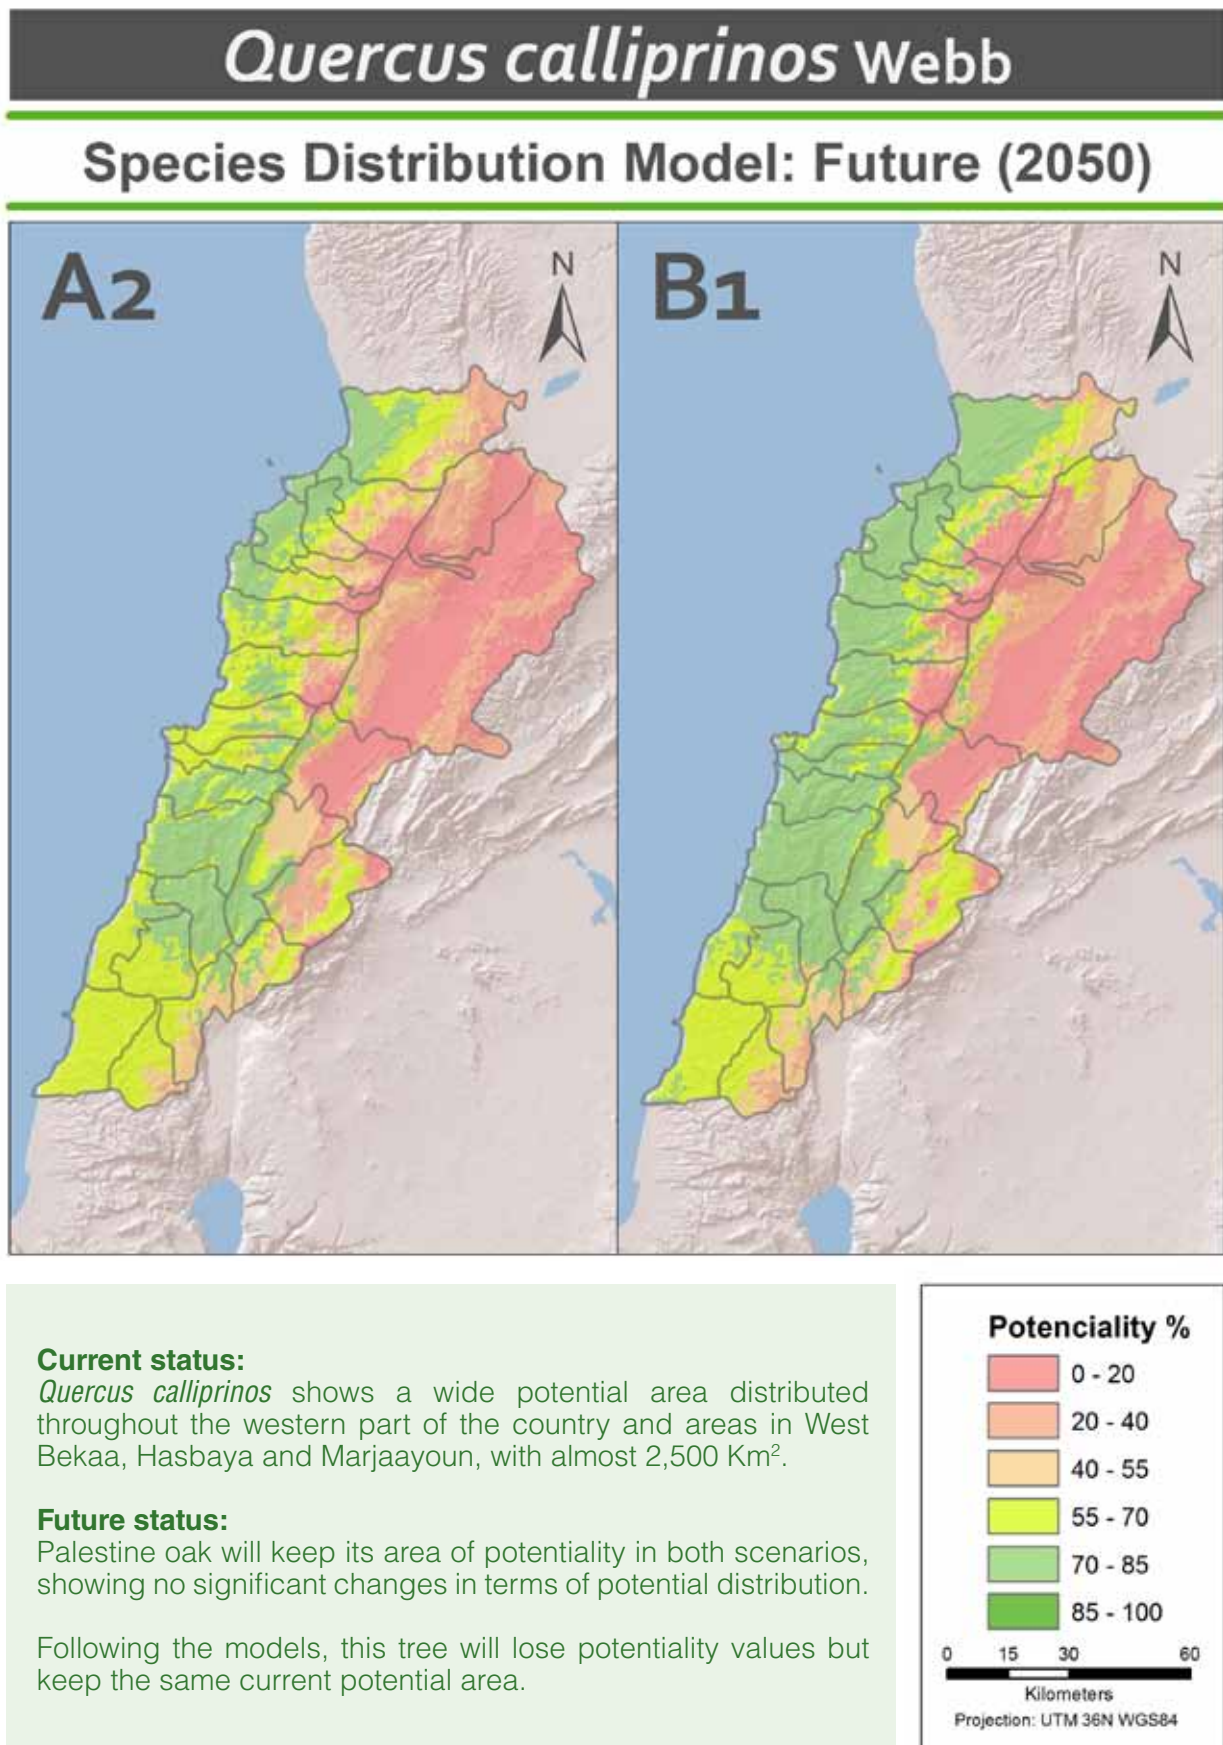 Quercus calliprinos Webb
Species Distribution Model: Future (2050)
A2
N
B1
N
Current status:
Quercus calliprinos shows a wide potential area distributed
throughout the western part of the country and areas in West
Bekaa, Hasbaya and Marjaayoun, with almost 2,500 Km².
Future status:
Palestine oak will keep its area of potentiality in both scenarios,
showing no significant changes in terms of potential distribution.
Following the models, this tree will lose potentiality values but
keep the same current potential area.
Potenciality %
0 - 20
20 - 40
40 - 55
55 - 70
70 - 85
85 - 100
0 15 30 60
Kilometers
Projection: UTM 36N WGS84